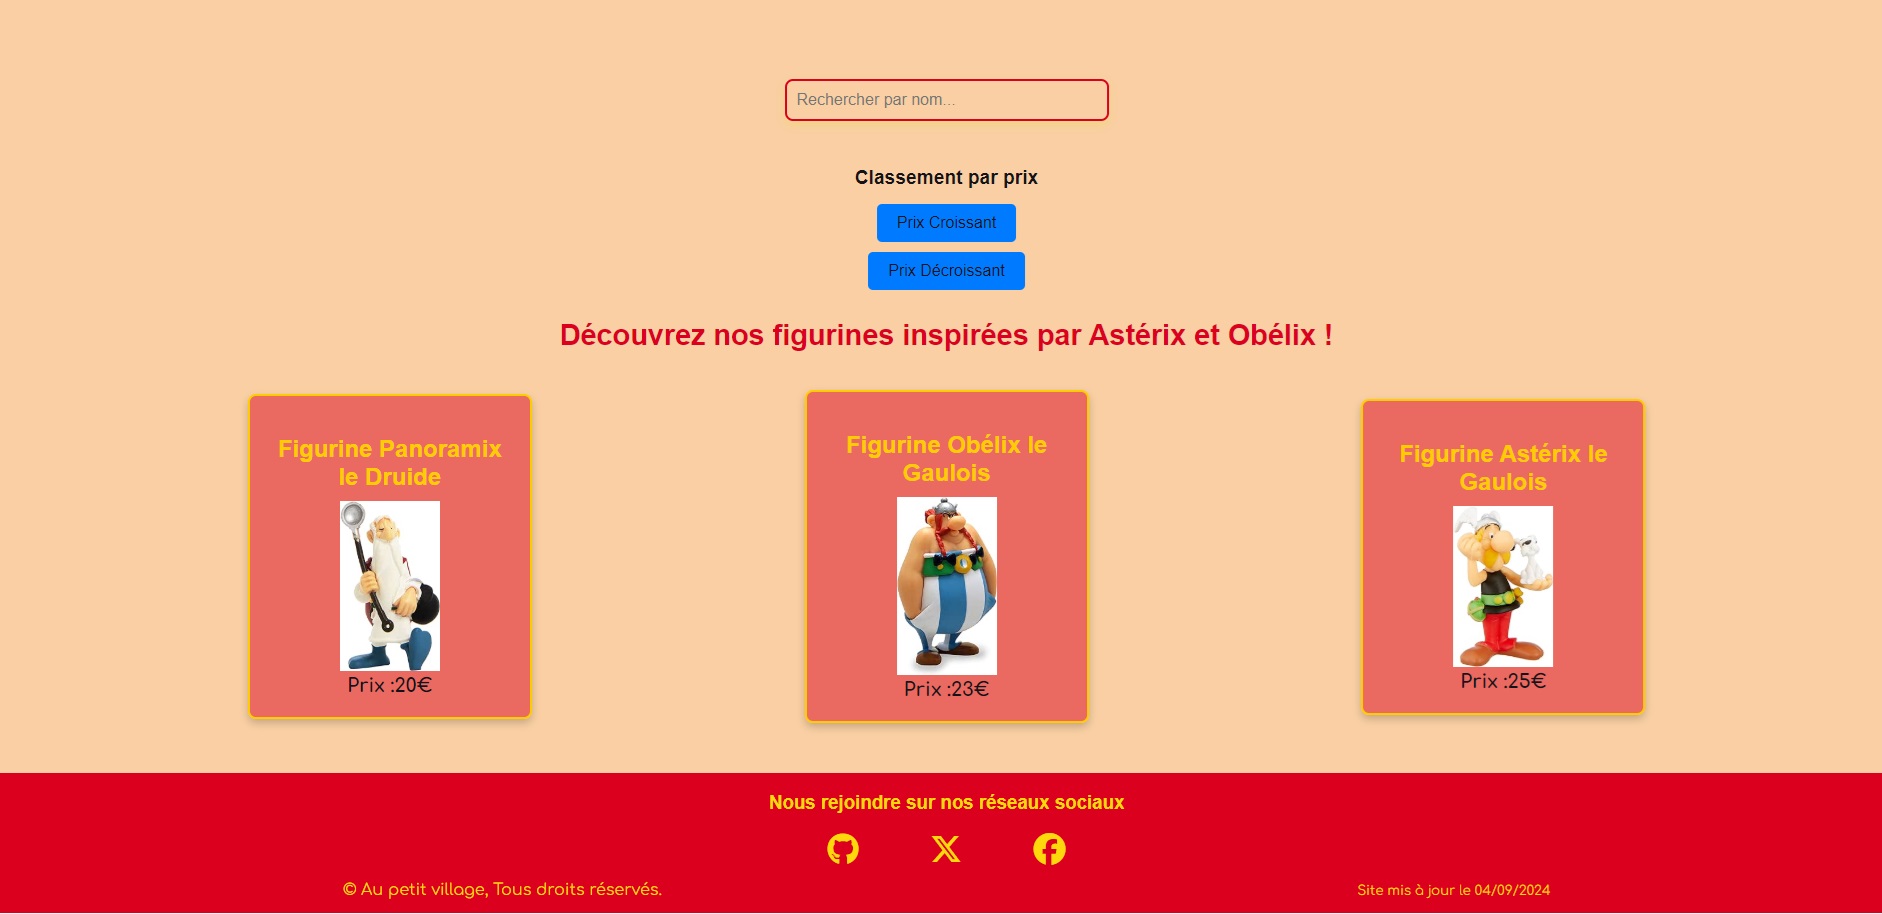 Rechercher par nom...
Classement par prix
Prix Croissant
Prix Décroissant
Découvrez nos figurines inspirées par Astérix et Obélix !
Figurine Panoramix
le Druide
Prix :20€
Figurine Obélix le
Gaulois
Prix :23€
Figurine Astérix le
Gaulois
Prix :25€
Nous rejoindre sur nos réseaux sociaux
© Au petit village, Tous droits réservés.
Site mis à jour le 04/09/2024